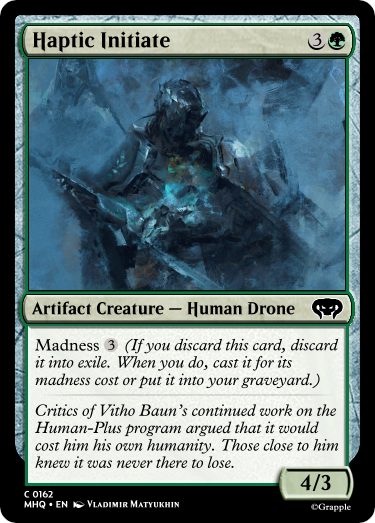 Haptic Initiate 3
Artifact Creature — Human Drone
Madness 3 (If you discard this card, discard
it into exile. When you do, cast it for its
madness cost or put it into your graveyard.)
Critics of Vitho Baun's continued work on the
Human-Plus program argued that it would
cost him his own humanity. Those close to him
knew it was never there to lose.
4/3
C 0162
MHQ • EN Vladimir Matyukhin
©Grapple